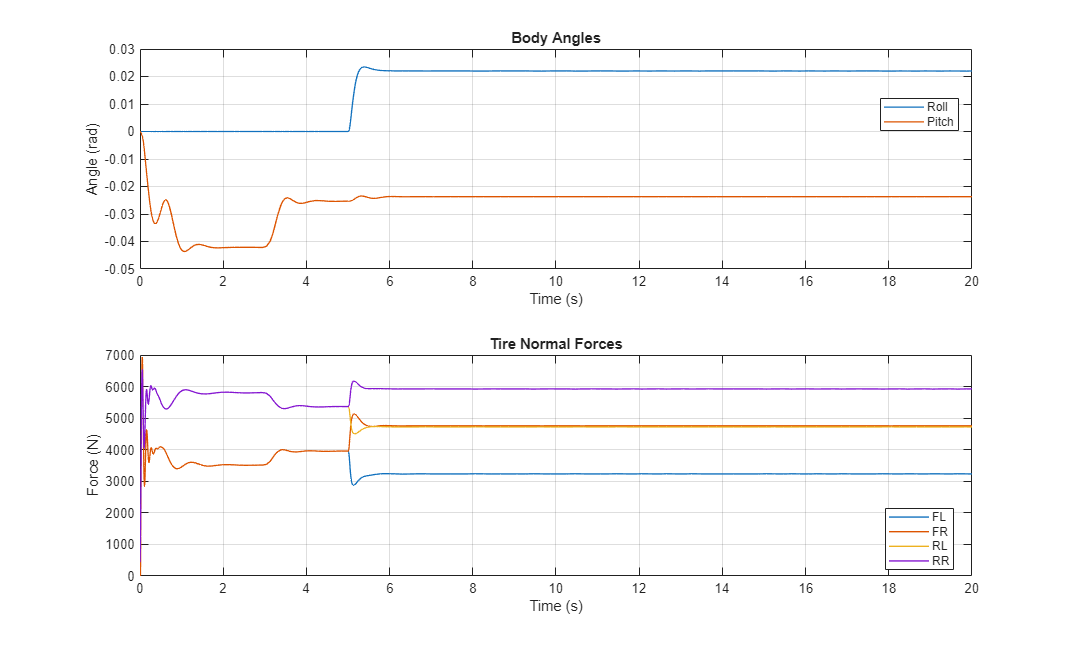 Body Angles
0.03
0.02
0.01
0
-0.01
-0.02
-0.03
-0.04
-0.05
Angle (rad)
Roll
Pitch
0 2 4 6 8 10 12 14 16 18 20
Time (s)
Tire Normal Forces
7000
6000
5000
4000
3000
2000
1000
0
Force (N)
FL
FR
RL
RR
0 2 4 6 8 10 12 14 16 18 20
Time (s)